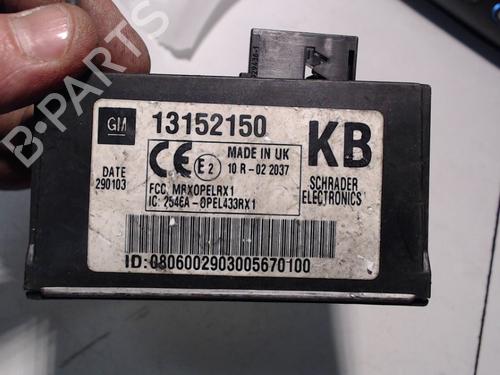 GM
13152150
KB
DATE
290103
CE
E2
MADE IN UK
10 R-02 2037
FCC: MRXOPELRX1
IC: 2546A-OPEL433RX1
SCHRADER
ELECTRONICS
ID:0806002903005670100
B-PARTS